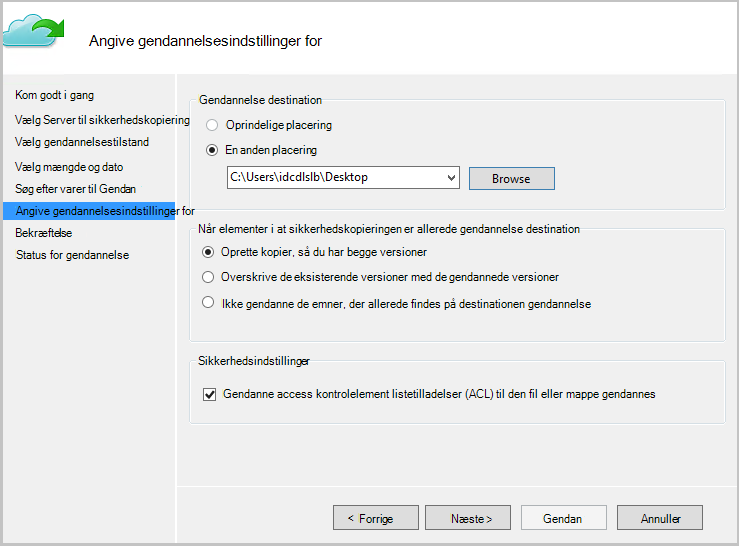 Angive gendannelsesindstillinger for
Kom godt i gang
Vælg Server til sikkerhedskopiering
Vælg gendannelsestilstand
Vælg mængde og dato
Søg efter varer til Gendan
Angive gendannelsesindstillinger for
Bekræftelse
Status for gendannelse
Gendannelse destination
Oprindelige placering
En anden placering
C:\Users\idcdlslb\Desktop
Browse
Når elementer i at sikkerhedskopieringen er allerede gendannelse destination
Oprette kopier, så du har begge versioner
Overskrive de eksisterende versioner med de gendannede versioner
Ikke gendanne de emner, der allerede findes på destinationen gendannelse
Sikkerhedsindstillinger
Gendanne access kontrolelement listetilladelser (ACL) til den fil eller mappe gendannes
< Forrige
Næste >
Gendan
Annuller